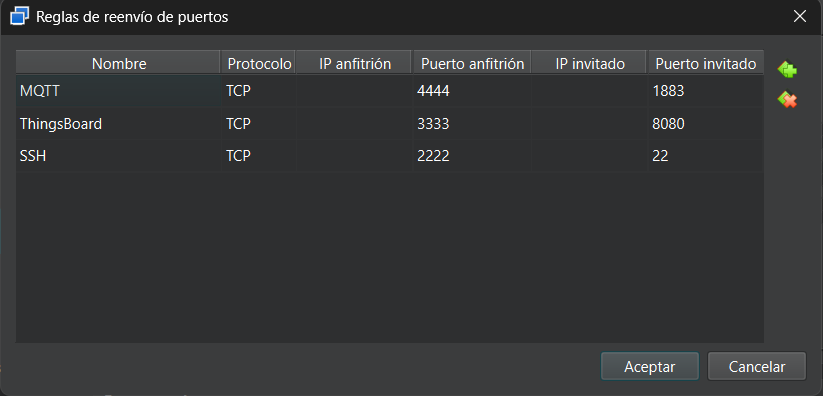 Reglas de reenvío de puertos
Nombre Protocolo IP anfitrión Puerto anfitrión IP invitado Puerto invitado
MQTT TCP 4444 1883
ThingsBoard TCP 3333 8080
SSH TCP 2222 22
Aceptar Cancelar